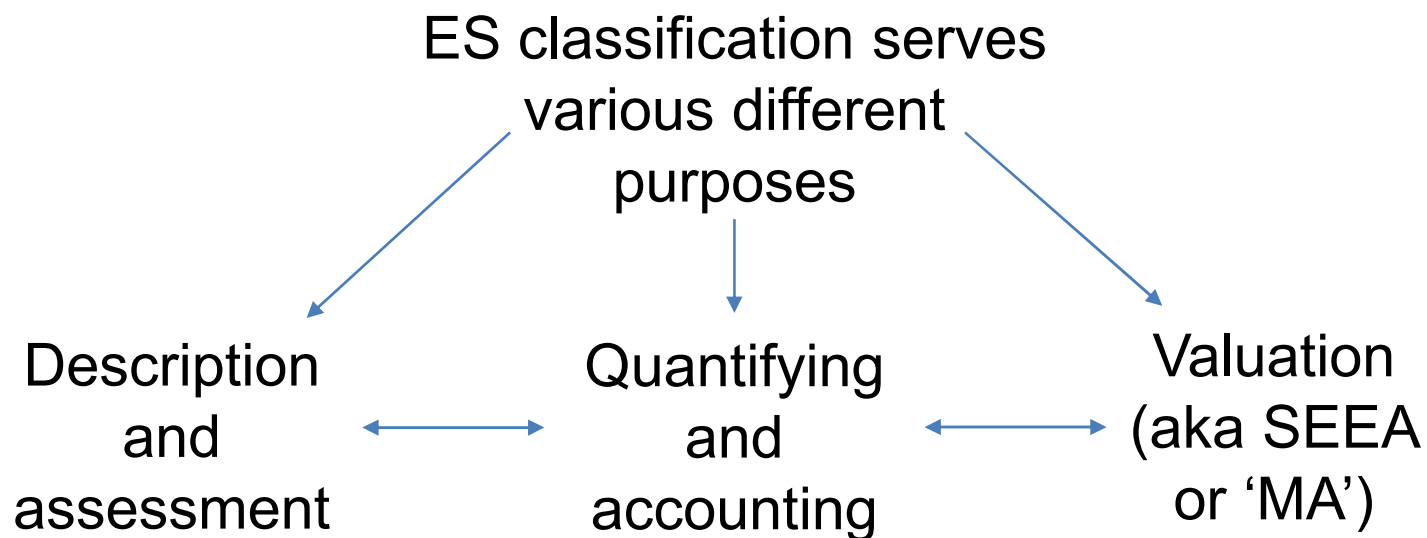 ES classification serves
various different
purposes
Description
and
assessment
Quantifying
and
accounting
Valuation
(aka SEEA
or ‘MA’)